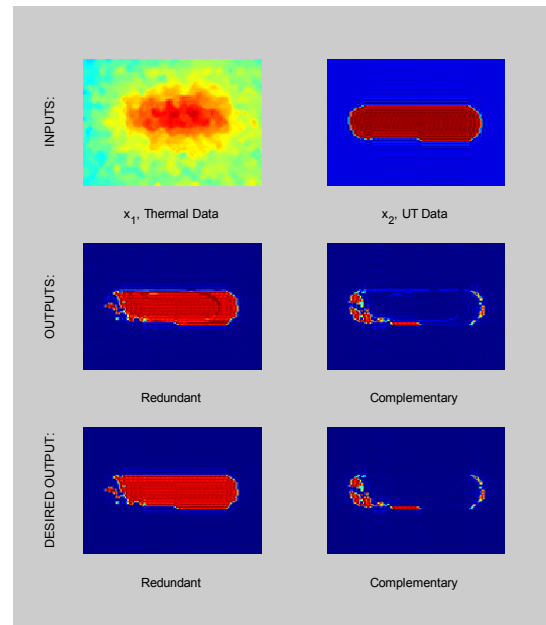 INPUTS:
x1, Thermal Data
x2, UT Data
OUTPUTS:
Redundant
Complementary
DESIRED OUTPUT:
Redundant
Complementary